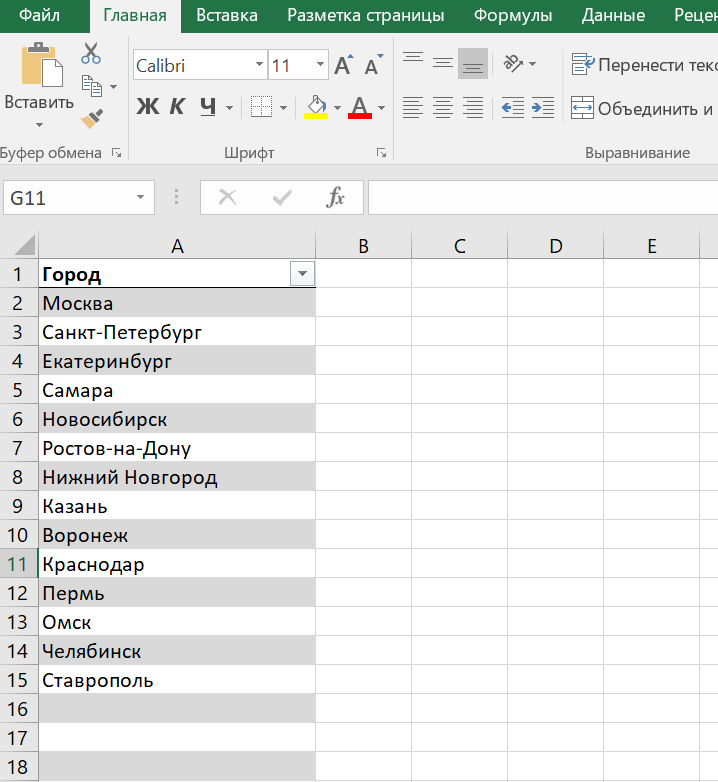 Файл Главная Вставка Разметка страницы Формулы Данные Рецен
Calibri 11 А А
Вставить Ж К Ч А
Перенести текс
Объединить и
Буфер обмена Шрифт Выравнивание
G11 fx
A B C D E
1 Город
2 Москва
3 Санкт-Петербург
4 Екатеринбург
5 Самара
6 Новосибирск
7 Ростов-на-Дону
8 Нижний Новгород
9 Казань
10 Воронеж
11 Краснодар
12 Пермь
13 Омск
14 Челябинск
15 Ставрополь
16
17
18